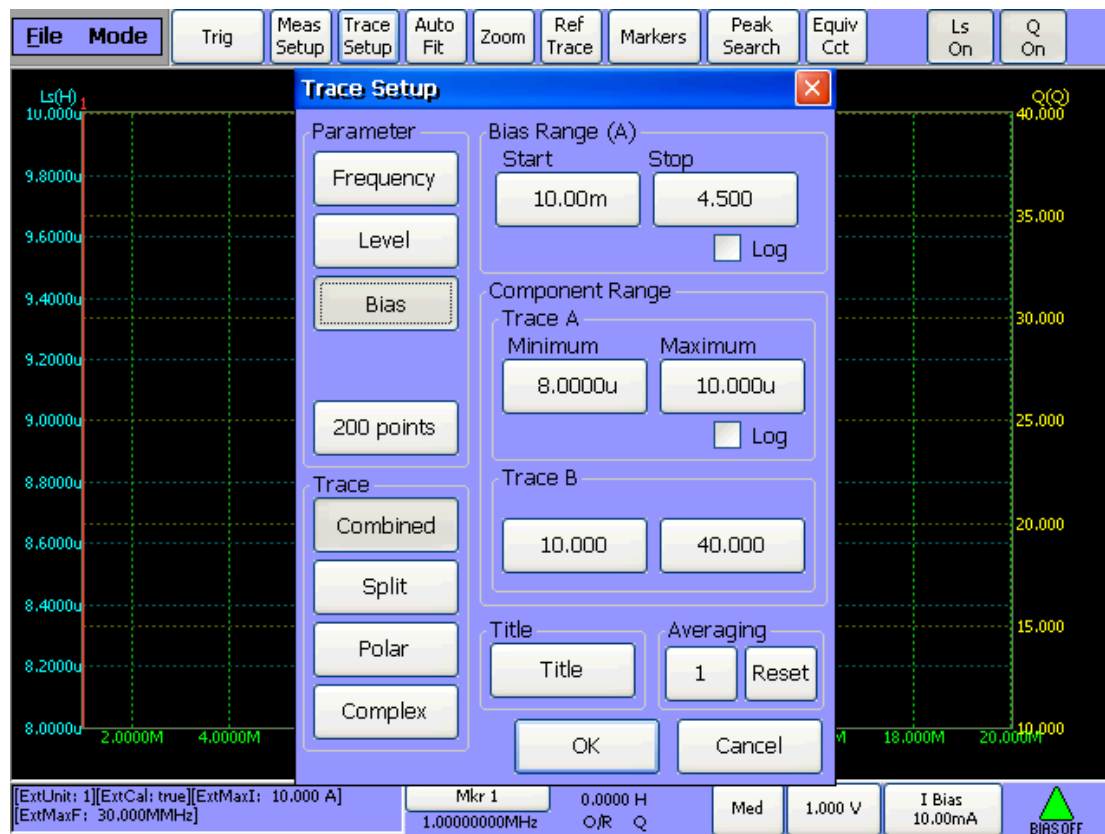 File Mode Trig Meas Setup Trace Setup Auto Fit Zoom Ref Trace Markers Peak Search Equiv Cct Ls On Q On
Trace Setup
Ls(H) 1
Q(Q)
10.000u
9.8000u
9.6000u
9.4000u
9.2000u
9.0000u
8.8000u
8.6000u
8.4000u
8.2000u
8.0000u
Parameter
Frequency
Level
Bias
200 points
Trace
Combined
Split
Polar
Complex
Bias Range (A)
Start Stop
10.00m 4.500
Log
Component Range
Trace A
Minimum Maximum
8.0000u 10.000u
Log
Trace B
10.000 40.000
Title
Title
Averaging
1 Reset
OK Cancel
40.000
35.000
30.000
25.000
20.000
15.000
10.000
2.0000M 4.0000M M 18.000M 20.000M
[ExtUnit: 1][ExtCal: true][ExtMaxI: 10.000 A]
[ExtMaxF: 30.000MMHz]
Mkr 1 0.0000 H
1.00000000MHz O/R Q
Med
1.000 V
I Bias
10.00mA
BIAS OFF